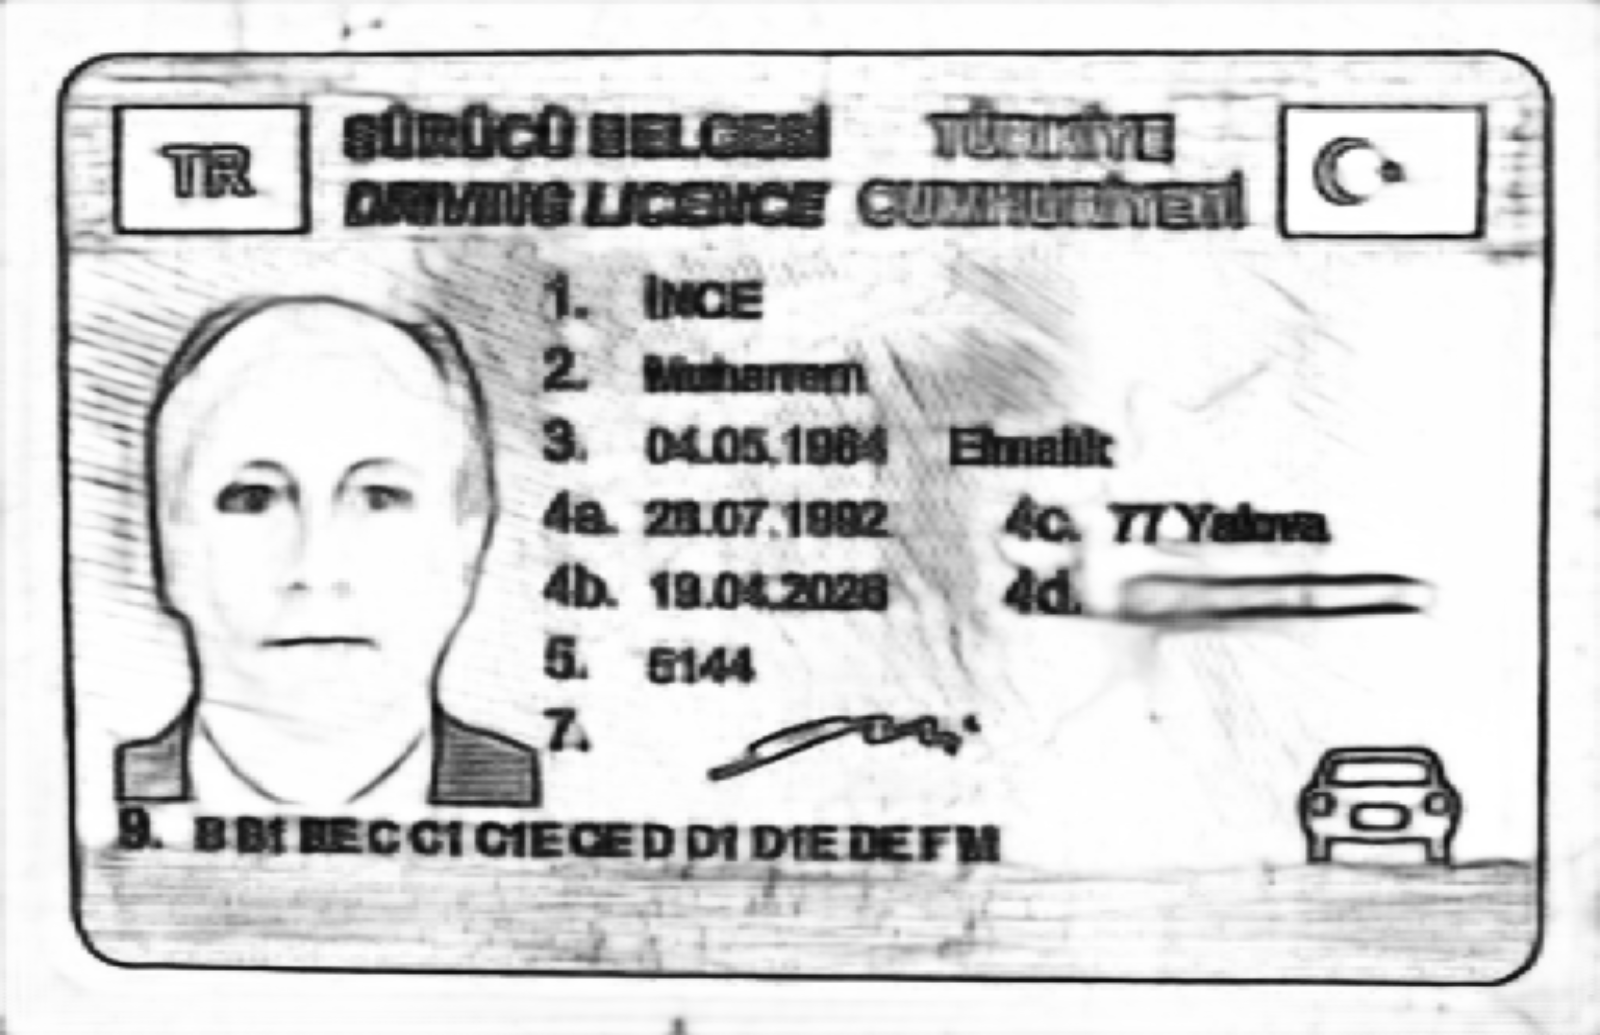 TR
SÜRÜCÜ BELGESİ TÜRKİYE
DRIVING LICENCE CUMHURİYETİ
1. İNCE
2. Muharrem
3. 04.05.1964 Elmalık
4a. 28.07.1992 4c. 77 Yalova
4b. 19.04.2026 4d.
5. 5144
7.
9. B B1 BE C C1 C1E CE D D1 D1E DE F M